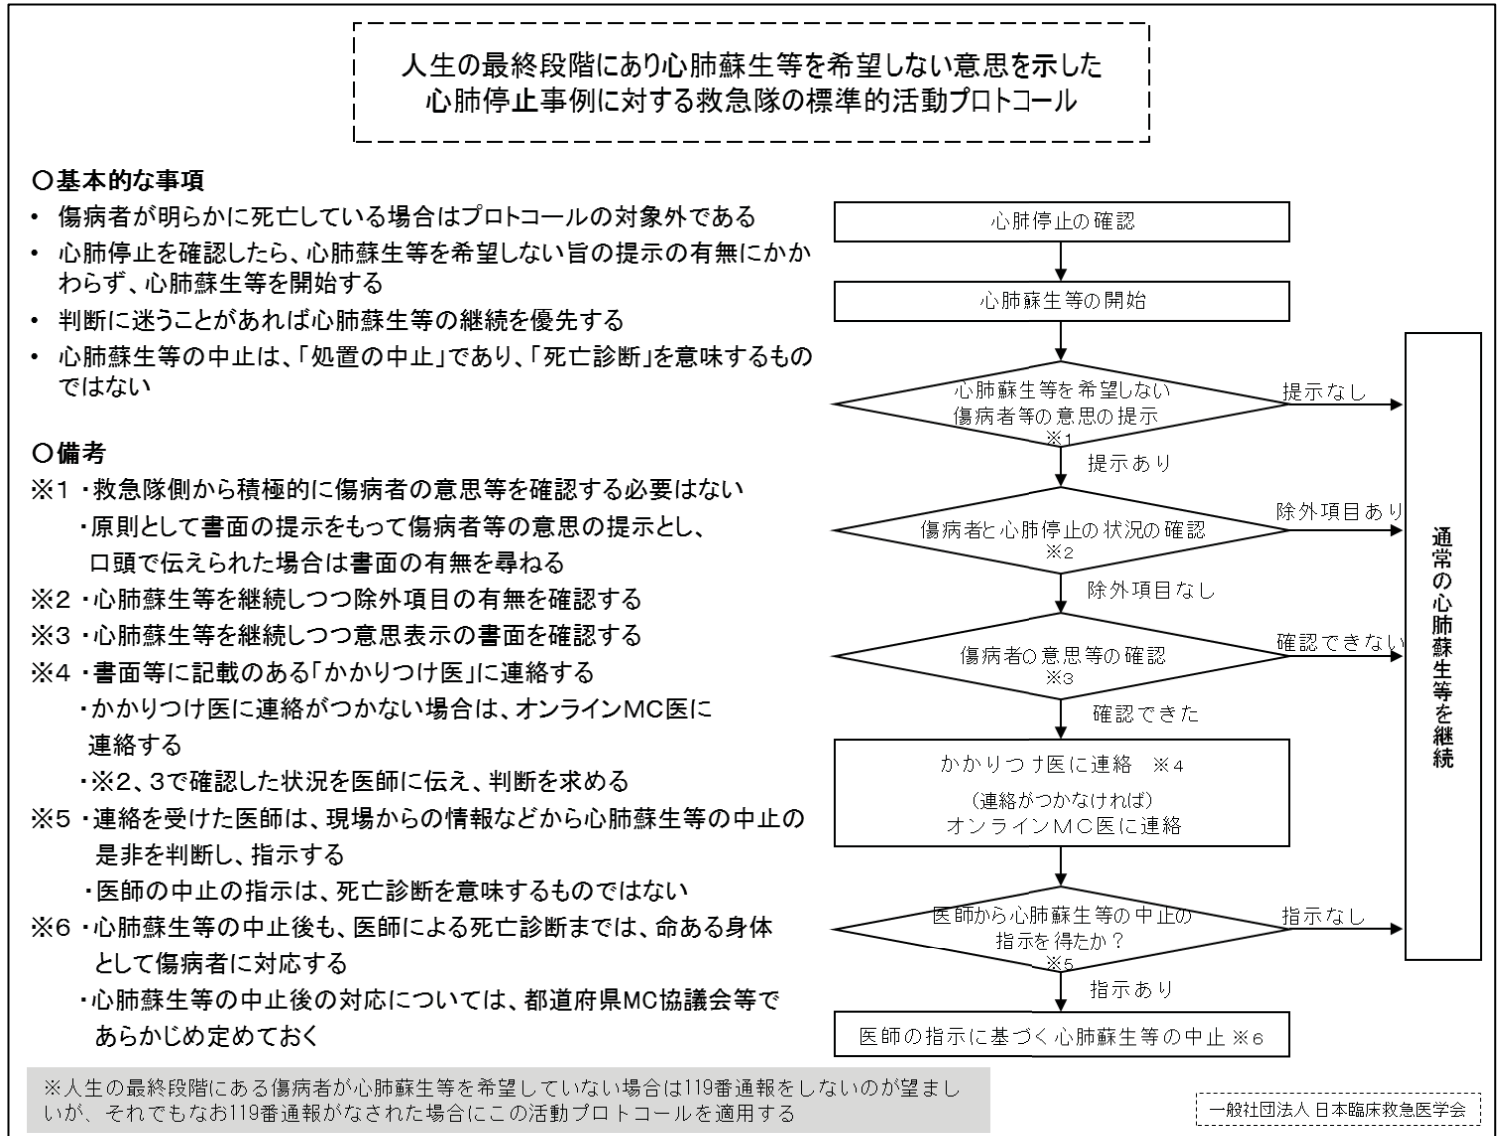 人生の最終段階にあり心肺蘇生等を希望しない意思を示した
心肺停止事例に対する救急隊の標準的活動プロトコール
〇基本的な事項
• 傷病者が明らかに死亡している場合はプロトコールの対象外である
• 心肺停止を確認したら、心肺蘇生等を希望しない旨の提示の有無にかか
わらず、心肺蘇生等を開始する
• 判断に迷うことがあれば心肺蘇生等の継続を優先する
• 心肺蘇生等の中止は、「処置の中止」であり、「死亡診断」を意味するもの
ではない
〇備考
※1 ・救急隊側から積極的に傷病者の意思等を確認する必要はない
・原則として書面の提示をもって傷病者等の意思の提示とし、
口頭で伝えられた場合は書面の有無を尋ねる
※2 ・心肺蘇生等を継続しつつ除外項目の有無を確認する
※3 ・心肺蘇生等を継続しつつ意思表示の書面を確認する
※4 ・書面等に記載のある「かかりつけ医」に連絡する
・かかりつけ医に連絡がつかない場合は、オンラインMC医に
連絡する
・※2、3で確認した状況を医師に伝え、判断を求める
※5 ・連絡を受けた医師は、現場からの情報などから心肺蘇生等の中止の
是非を判断し、指示する
・医師の中止の指示は、死亡診断を意味するものではない
※6 ・心肺蘇生等の中止後も、医師による死亡診断までは、命ある身体
として傷病者に対応する
・心肺蘇生等の中止後の対応については、都道府県MC協議会等で
あらかじめ定めておく
心肺停止の確認
心肺蘇生等の開始
心肺蘇生等を希望しない
傷病者等の意思の提示
※1
提示なし
提示あり
傷病者と心肺停止の状況の確認
※2
除外項目あり
除外項目なし
傷病者の意思等の確認
※3
確認できない
確認できた
かかりつけ医に連絡 ※4
（連絡がつかなければ）
オンラインMC医に連絡
医師から心肺蘇生等の中止の
指示を得たか？
※5
指示なし
指示あり
医師の指示に基づく心肺蘇生等の中止 ※6
通常の心肺蘇生等を継続
※人生の最終段階にある傷病者が心肺蘇生等を希望していない場合は119番通報をしないのが望まし
いが、それでもなお119番通報がなされた場合にこの活動プロトコールを適用する
一般社団法人 日本臨床救急医学会